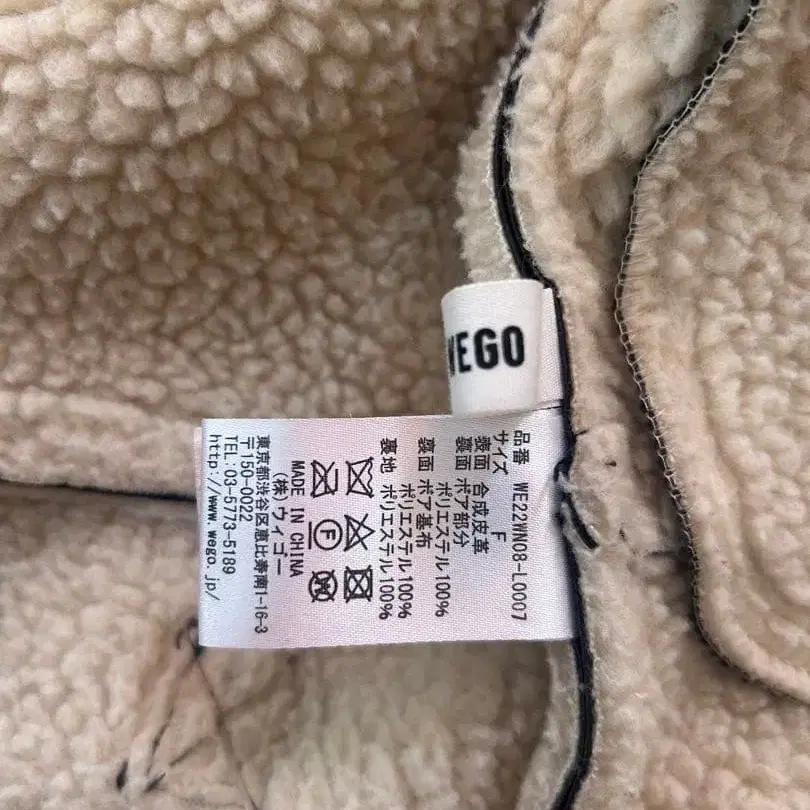 WEGO
品番 WE22WN08-L0007
サイズ F
表面 合成皮革
裏面 ボア部分
ポリエステル100%
裏面 ボア基布
ポリエステル100%
裏地 ポリエステル100%
F
MADE IN CHINA
(株)ウィゴー
東京都渋谷区恵比寿南1-16-3
〒150-0022
TEL:03-5773-5189
http://www.wego.jp/